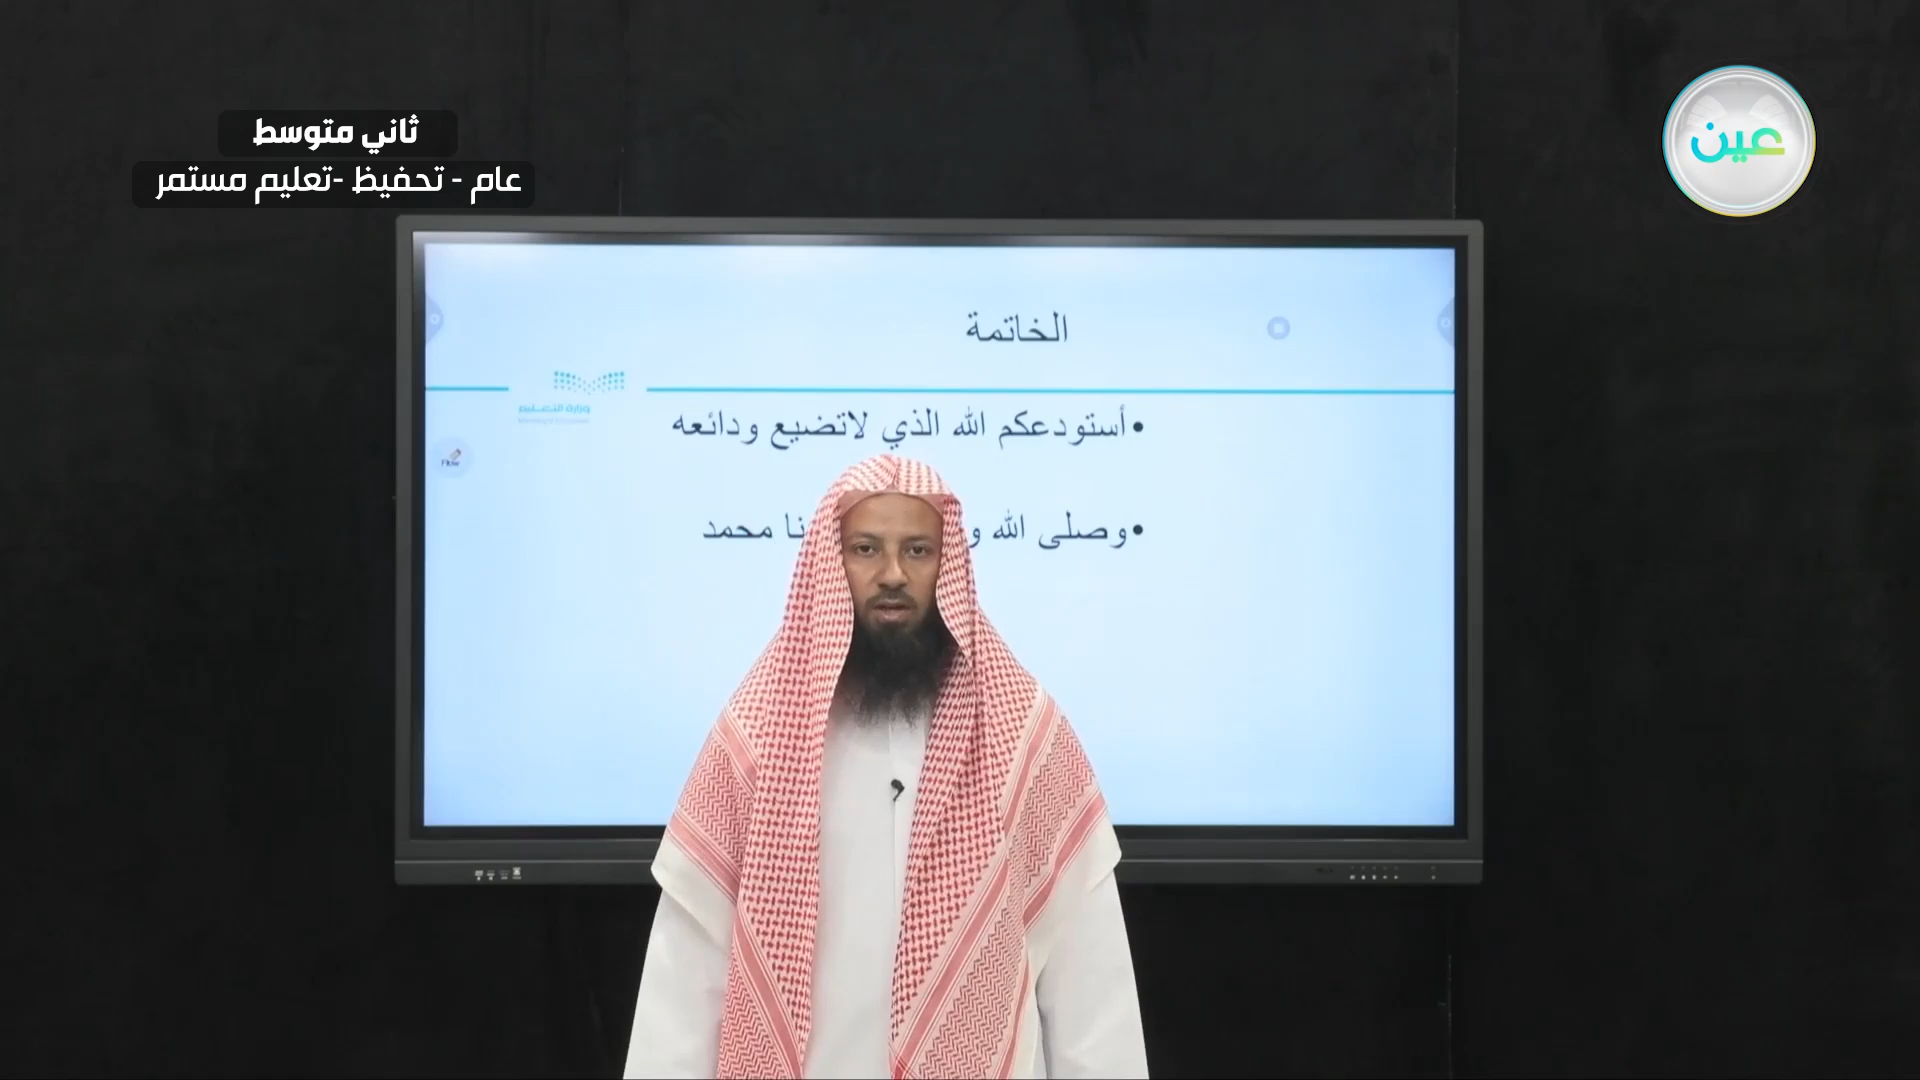 ثاني متوسط
عام - تحفيظ -تعليم مستمر
عين
الخاتمة
وزارة التعليم
•أستودعكم الله الذي لاتضيع ودائعه
•وصلى الله و نا محمد